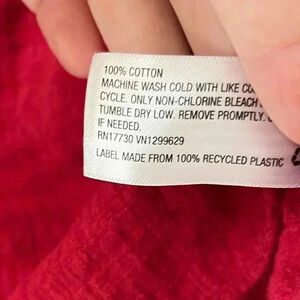 100% COTTON
MACHINE WASH COLD WITH LIKE
CYCLE. ONLY NON-CHLORINE BLEACH
TUMBLE DRY LOW. REMOVE PROMPTLY.
IF NEEDED.
RN17730 VN1299629
LABEL MADE FROM 100% RECYCLED PLASTIC